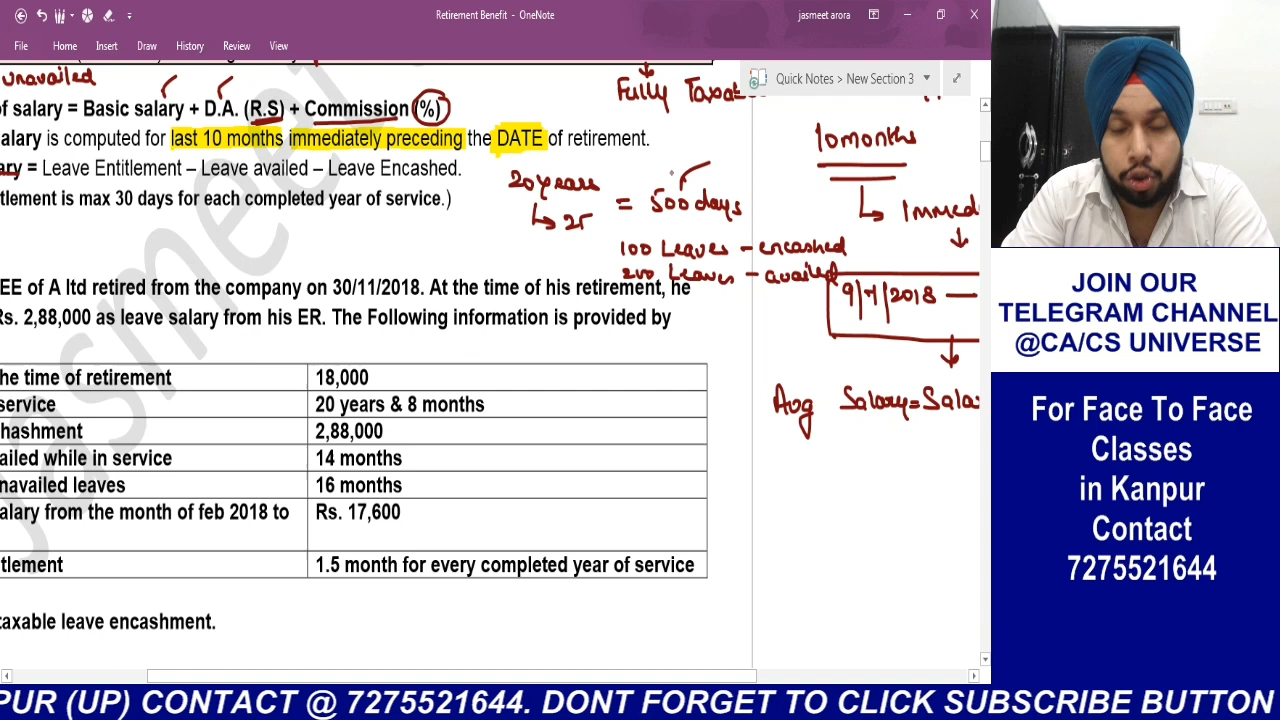 Retirement Benefit - OneNote
jasmeet arora
File Home Insert Draw History Review View
unavailed
of salary = Basic salary + D.A. (R.S) + Commission (%)
alary is computed for last 10 months immediately preceding the DATE of retirement.
ary = Leave Entitlement – Leave availed – Leave Encashed.
tlement is max 30 days for each completed year of service.)
Fully
Quick Notes > New Section 3
10 months
20 years
↳ 25
= 500 days
100 Leaves - encashed
200 Leaves - availed
↳ Immed
EE of A ltd retired from the company on 30/11/2018. At the time of his retirement, he
Rs. 2,88,000 as leave salary from his ER. The Following information is provided by
he time of retirement 18,000
service 20 years & 8 months
hashment 2,88,000
ailed while in service 14 months
navailed leaves 16 months
alary from the month of feb 2018 to Rs. 17,600
tlement 1.5 month for every completed year of service
taxable leave encashment.
Avg Salary = Sala
jasmeet
JOIN OUR
TELEGRAM CHANNEL
@CA/CS UNIVERSE
For Face To Face
Classes
in Kanpur
Contact
7275521644
PUR (UP) CONTACT @ 7275521644. DONT FORGET TO CLICK SUBSCRIBE BUTTON